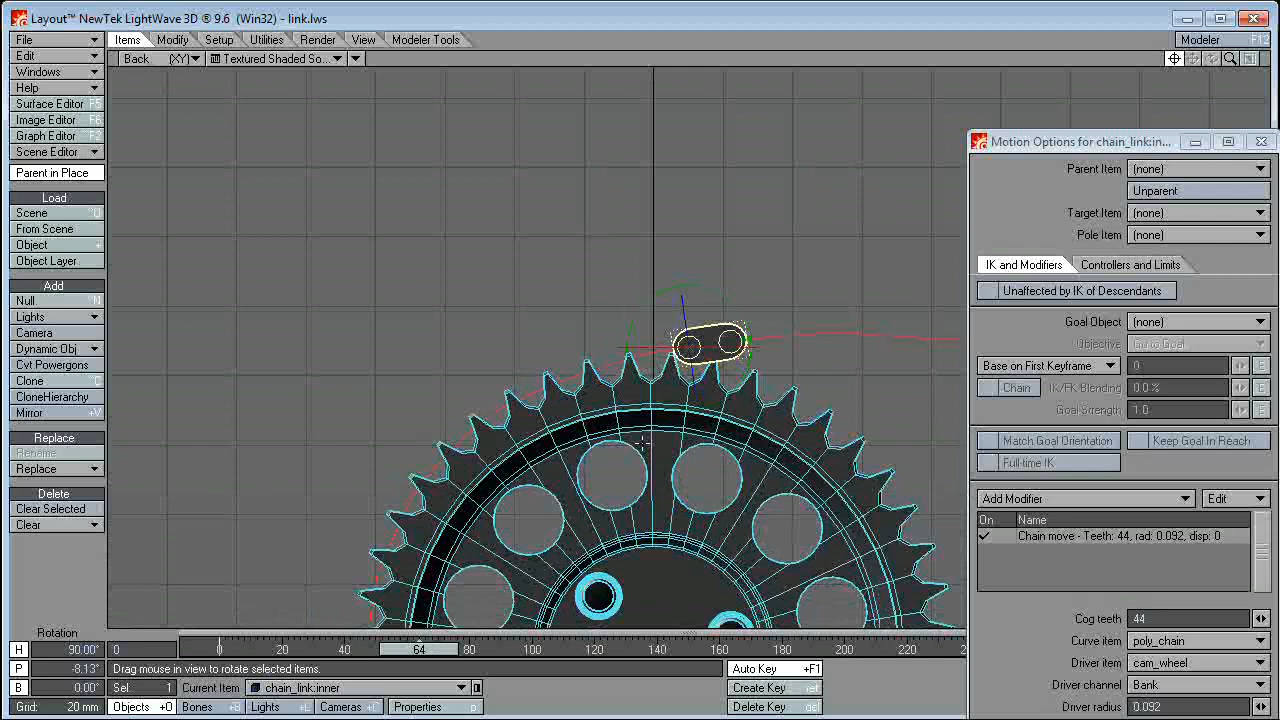 Layout™ NewTek LightWave 3D ® 9.6 (Win32) - link.lws
File
Edit
Windows
Help
Surface Editor F5
Image Editor F6
Graph Editor F2
Scene Editor
Parent in Place
Load
Scene
From Scene
Object +
Object Layer
Add
Null
Lights
Camera
Dynamic Obj
Cvt Powergons
Clone C
CloneHierarchy
Mirror +V
Replace
Rename
Replace
Delete
Clear Selected
Clear
Items Modify Setup Utilities Render View Modeler Tools
Modeler F12
Back (XY) Textured Shaded So...
Motion Options for chain_link:in...
Parent Item (none)
Unparent
Target Item (none)
Pole Item (none)
IK and Modifiers Controllers and Limits
Unaffected by IK of Descendants
Goal Object (none)
Objective Go to Goal
Base on First Keyframe 0 E
Chain IK/FK Blending 0.0 % E
Goal Strength 1.0 E
Match Goal Orientation Keep Goal In Reach
Full-time IK
Add Modifier Edit
On Name
Chain move - Teeth: 44, rad: 0.092, disp: 0
Cog teeth 44
Curve item poly_chain
Driver item cam_wheel
Driver channel Bank
Driver radius 0.092
Rotation
H 90.00°
P -8.13°
B 0.00°
Grid: 20 mm
0 20 40 64 80 100 120 140 160 180 200 220
0
Drag mouse in view to rotate selected items.
Sel: 1 Current Item chain_link:inner
Objects +O Bones +B Lights +L Cameras +C Properties p
Auto Key +F1
Create Key ret
Delete Key del